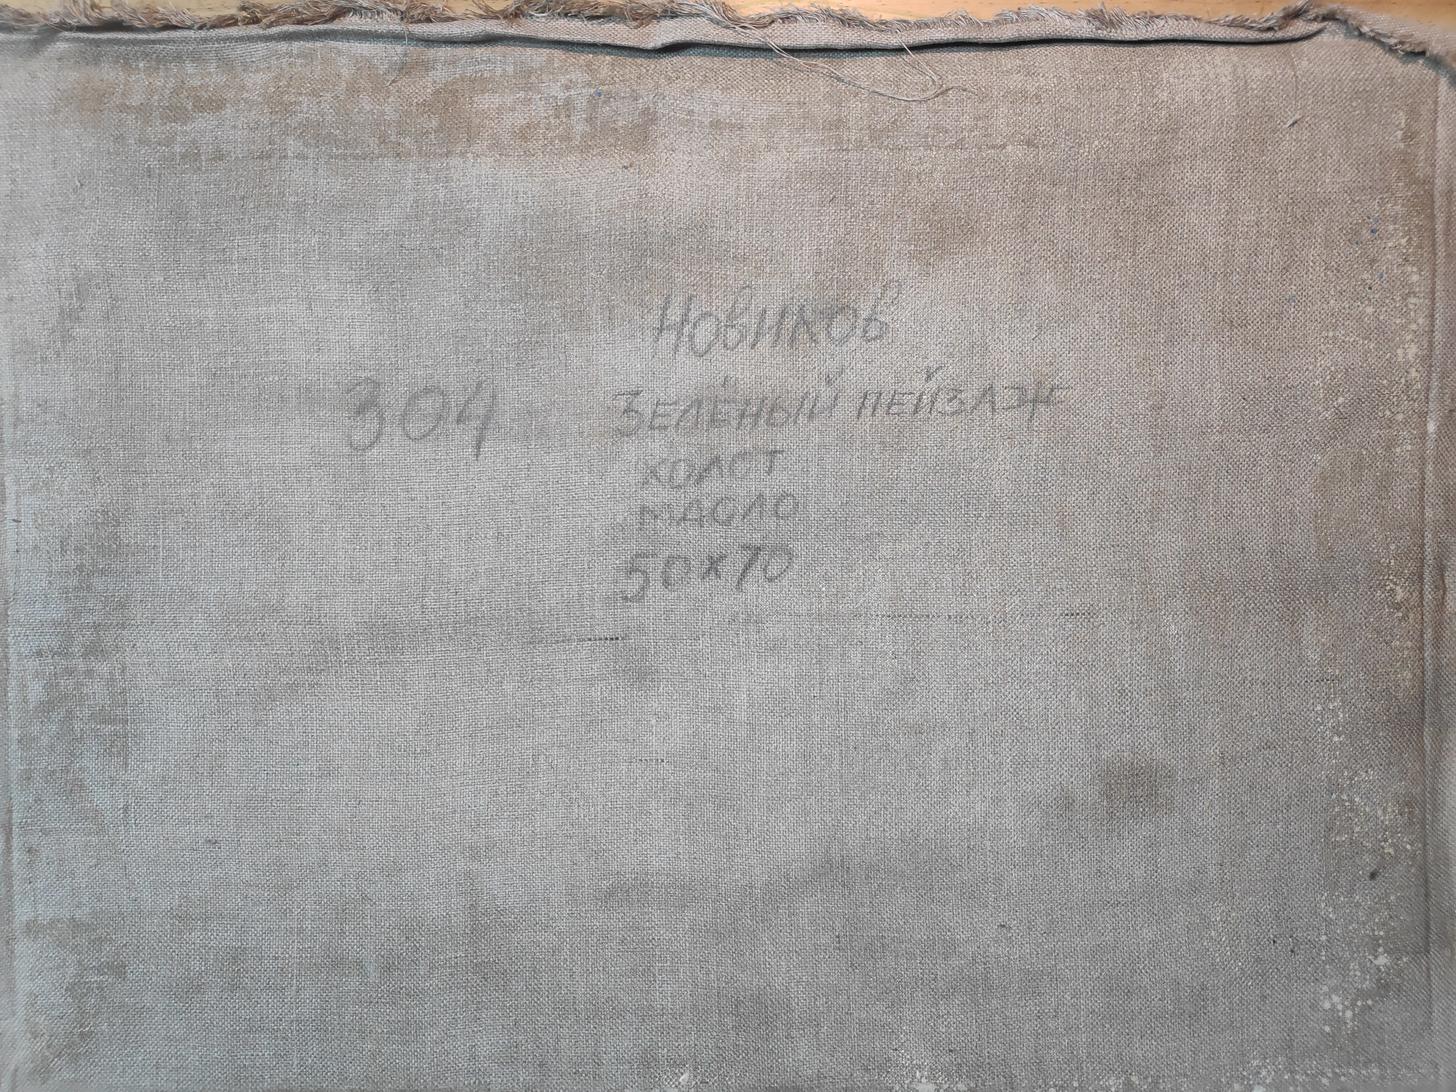 Новиков
304
ЗЕЛЁНЫЙ ПЕЙЗАЖ
ХОЛСТ
МАСЛО
50х70